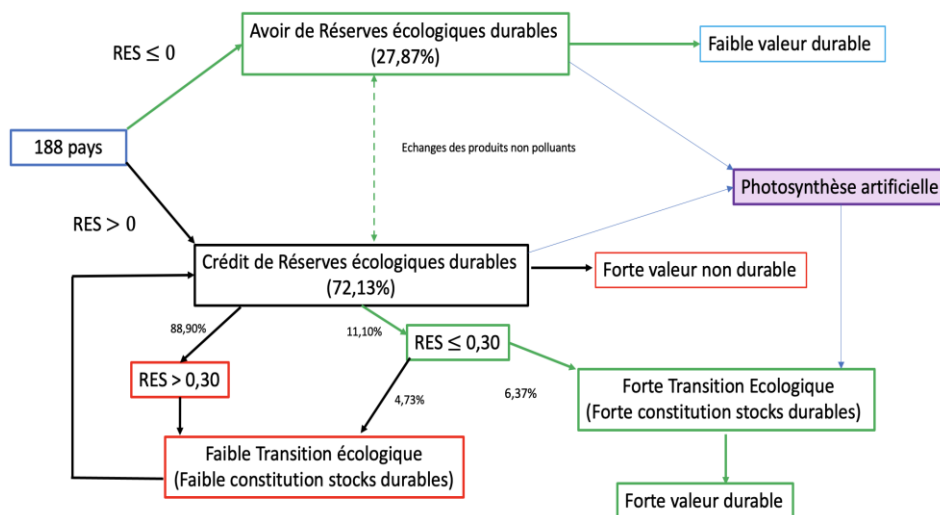 Avoir de Réserves écologiques durables
(27,87%)
Faible valeur durable
RES ≤ 0
188 pays
Echanges des produits non polluants
Photosynthèse artificielle
RES > 0
Crédit de Réserves écologiques durables
(72,13%)
Forte valeur non durable
88,90%
11,10%
RES ≤ 0,30
RES > 0,30
4,73%
6,37%
Forte Transition Ecologique
(Forte constitution stocks durables)
Faible Transition écologique
(Faible constitution stocks durables)
Forte valeur durable